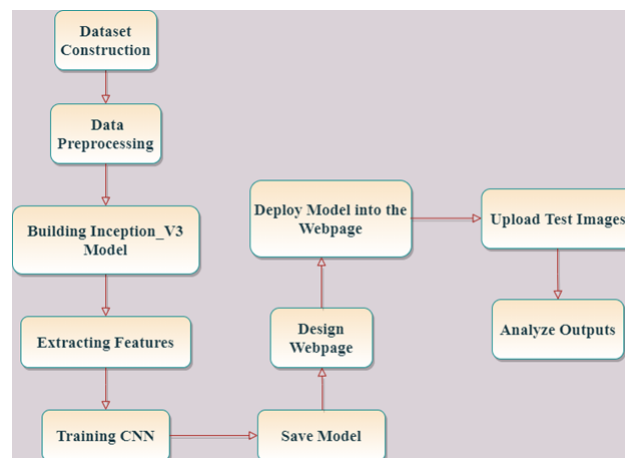 Dataset
Construction
Data
Preprocessing
Building Inception_V3
Model
Extracting Features
Training CNN
Save Model
Design
Webpage
Deploy Model into the
Webpage
Upload Test Images
Analyze Outputs